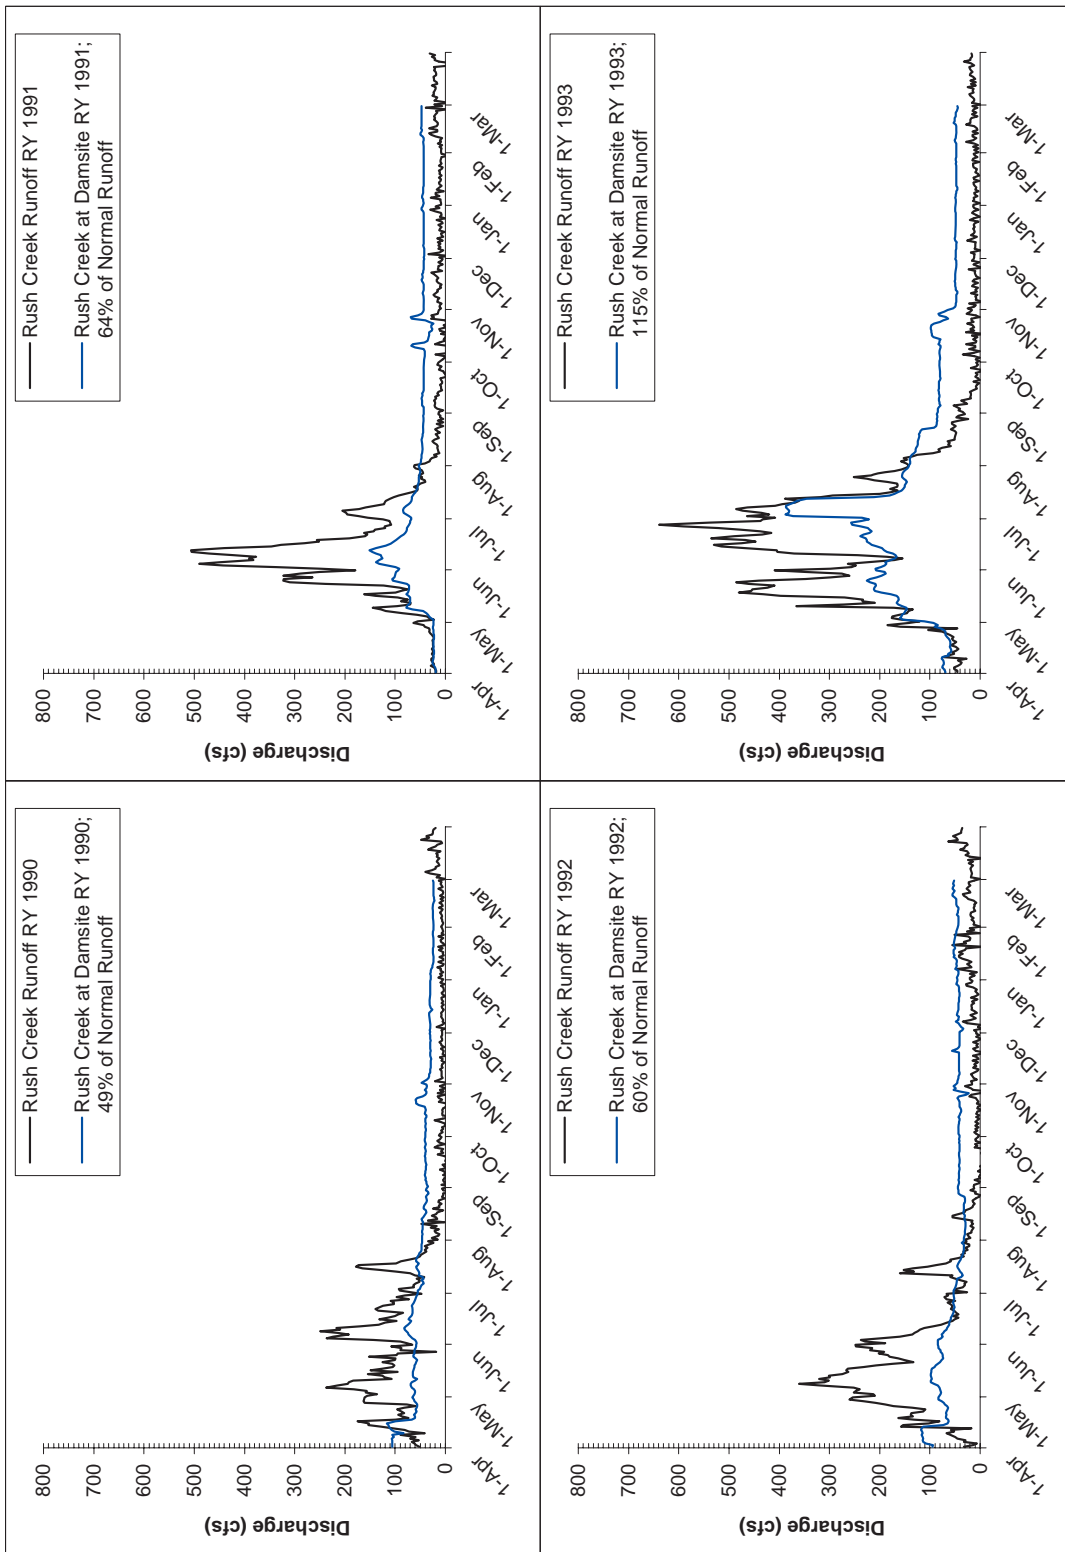 Rush Creek Runoff RY 1990
Rush Creek at Damsite RY 1990;
49% of Normal Runoff
Discharge (cfs)
800
700
600
500
400
300
200
100
0
1-Apr
1-May
1-Jun
1-Jul
1-Aug
1-Sep
1-Oct
1-Nov
1-Dec
1-Jan
1-Feb
1-Mar
Rush Creek Runoff RY 1991
Rush Creek at Damsite RY 1991;
64% of Normal Runoff
Discharge (cfs)
800
700
600
500
400
300
200
100
0
1-Apr
1-May
1-Jun
1-Jul
1-Aug
1-Sep
1-Oct
1-Nov
1-Dec
1-Jan
1-Feb
1-Mar
Rush Creek Runoff RY 1992
Rush Creek at Damsite RY 1992;
60% of Normal Runoff
Discharge (cfs)
800
700
600
500
400
300
200
100
0
1-Apr
1-May
1-Jun
1-Jul
1-Aug
1-Sep
1-Oct
1-Nov
1-Dec
1-Jan
1-Feb
1-Mar
Rush Creek Runoff RY 1993
Rush Creek at Damsite RY 1993;
115% of Normal Runoff
Discharge (cfs)
800
700
600
500
400
300
200
100
0
1-Apr
1-May
1-Jun
1-Jul
1-Aug
1-Sep
1-Oct
1-Nov
1-Dec
1-Jan
1-Feb
1-Mar